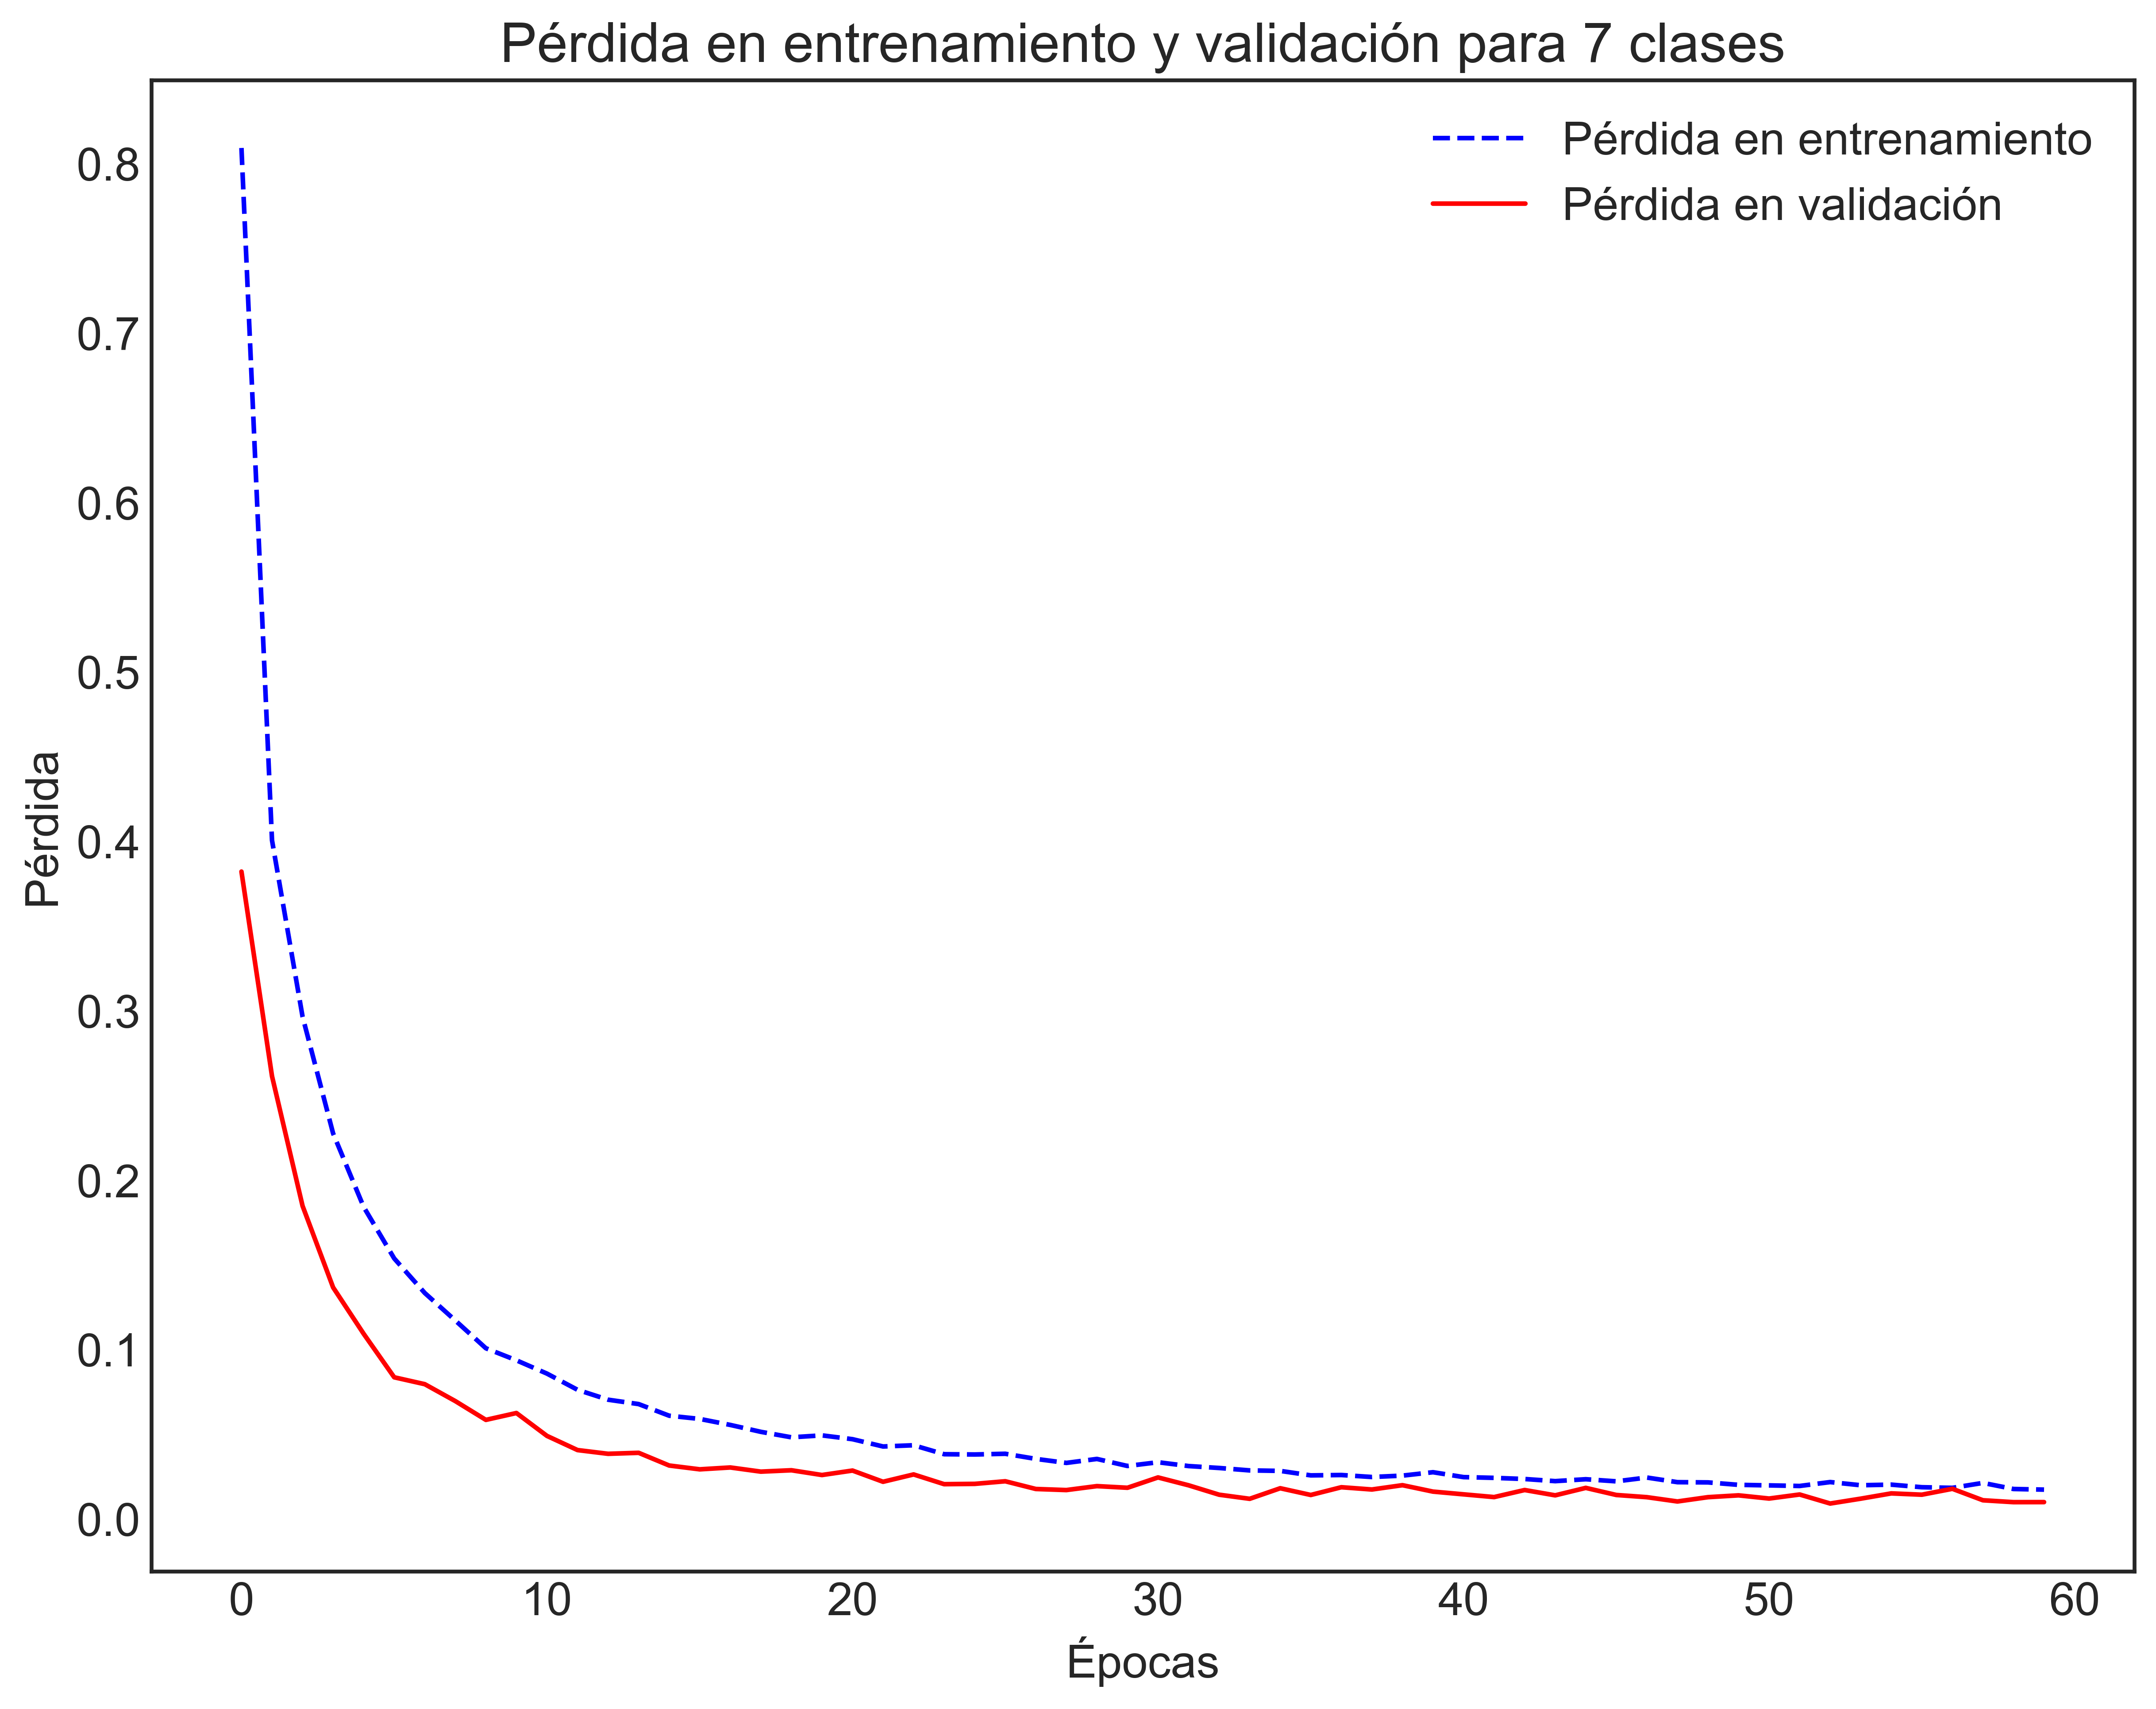 Pérdida en entrenamiento y validación para 7 clases
Pérdida en entrenamiento
Pérdida en validación
0.8
0.7
0.6
0.5
0.4
0.3
0.2
0.1
0.0
Pérdida
0 10 20 30 40 50 60
Épocas